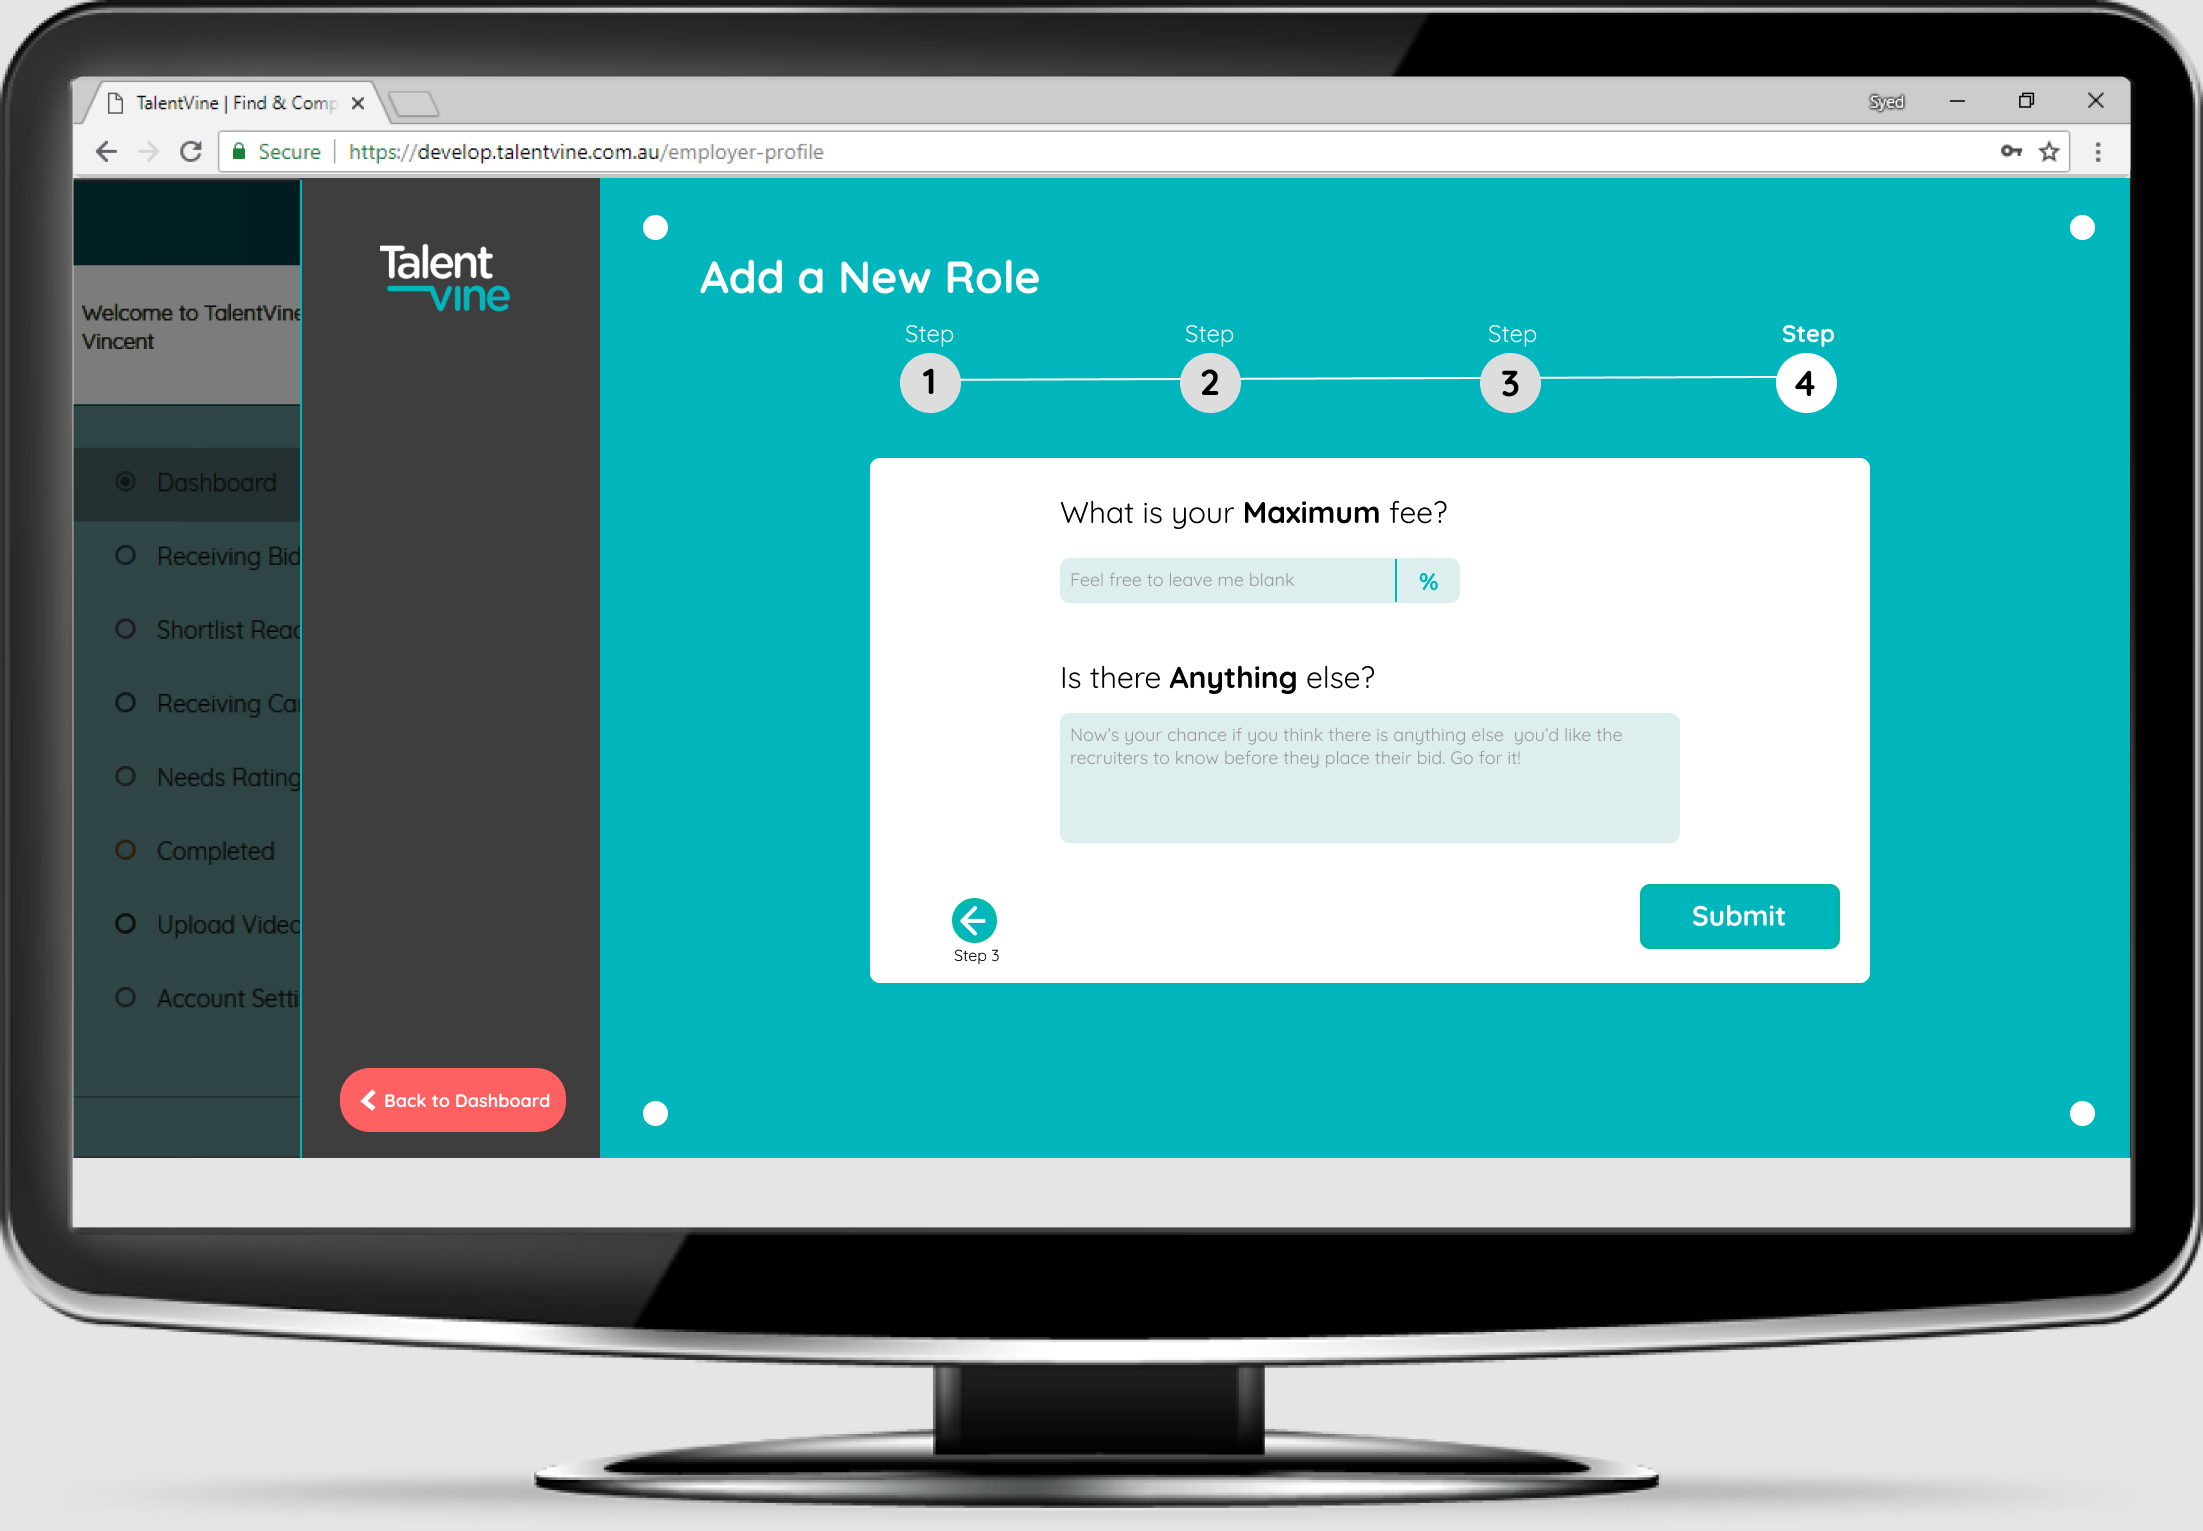 TalentVine | Find & Comp
Syed
Secure
https://develop.talentvine.com.au/employer-profile
Talent
vine
Welcome to TalentVine
Vincent
Dashboard
Receiving Bid
Shortlist Read
Receiving Ca
Needs Rating
Completed
Upload Video
Account Setti
Back to Dashboard
Add a New Role
Step Step Step Step
1 2 3 4
What is your Maximum fee?
Feel free to leave me blank %
Is there Anything else?
Now's your chance if you think there is anything else you'd like the
recruiters to know before they place their bid. Go for it!
Submit
Step 3